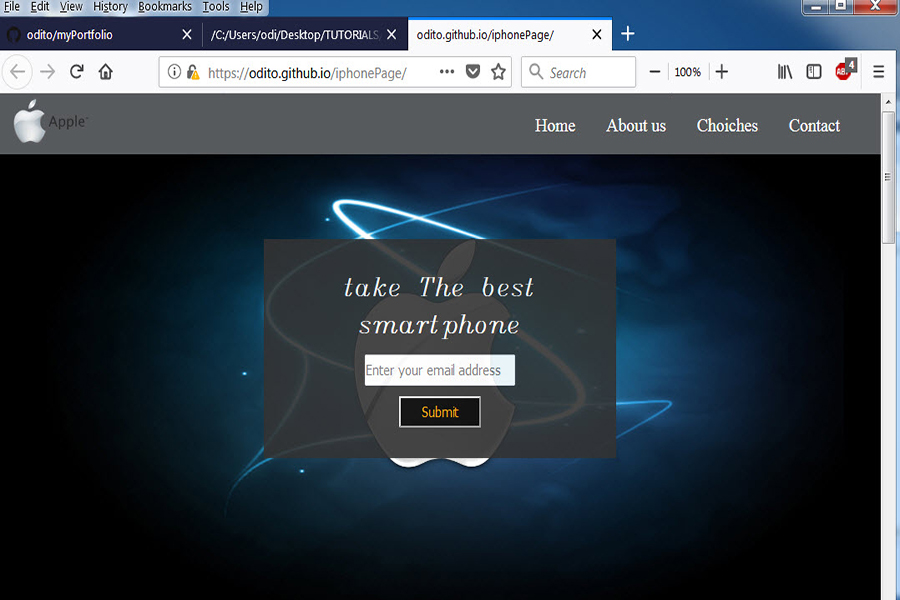 File Edit View History Bookmarks Tools Help
odito/myPortfolio /C:/Users/odi/Desktop/TUTORIALS/ odito.github.io/iphonePage/
https://odito.github.io/iphonePage/ Search 100% ABP 4
Apple Home About us Choiches Contact
take The best
smartphone
Enter your email address
Submit